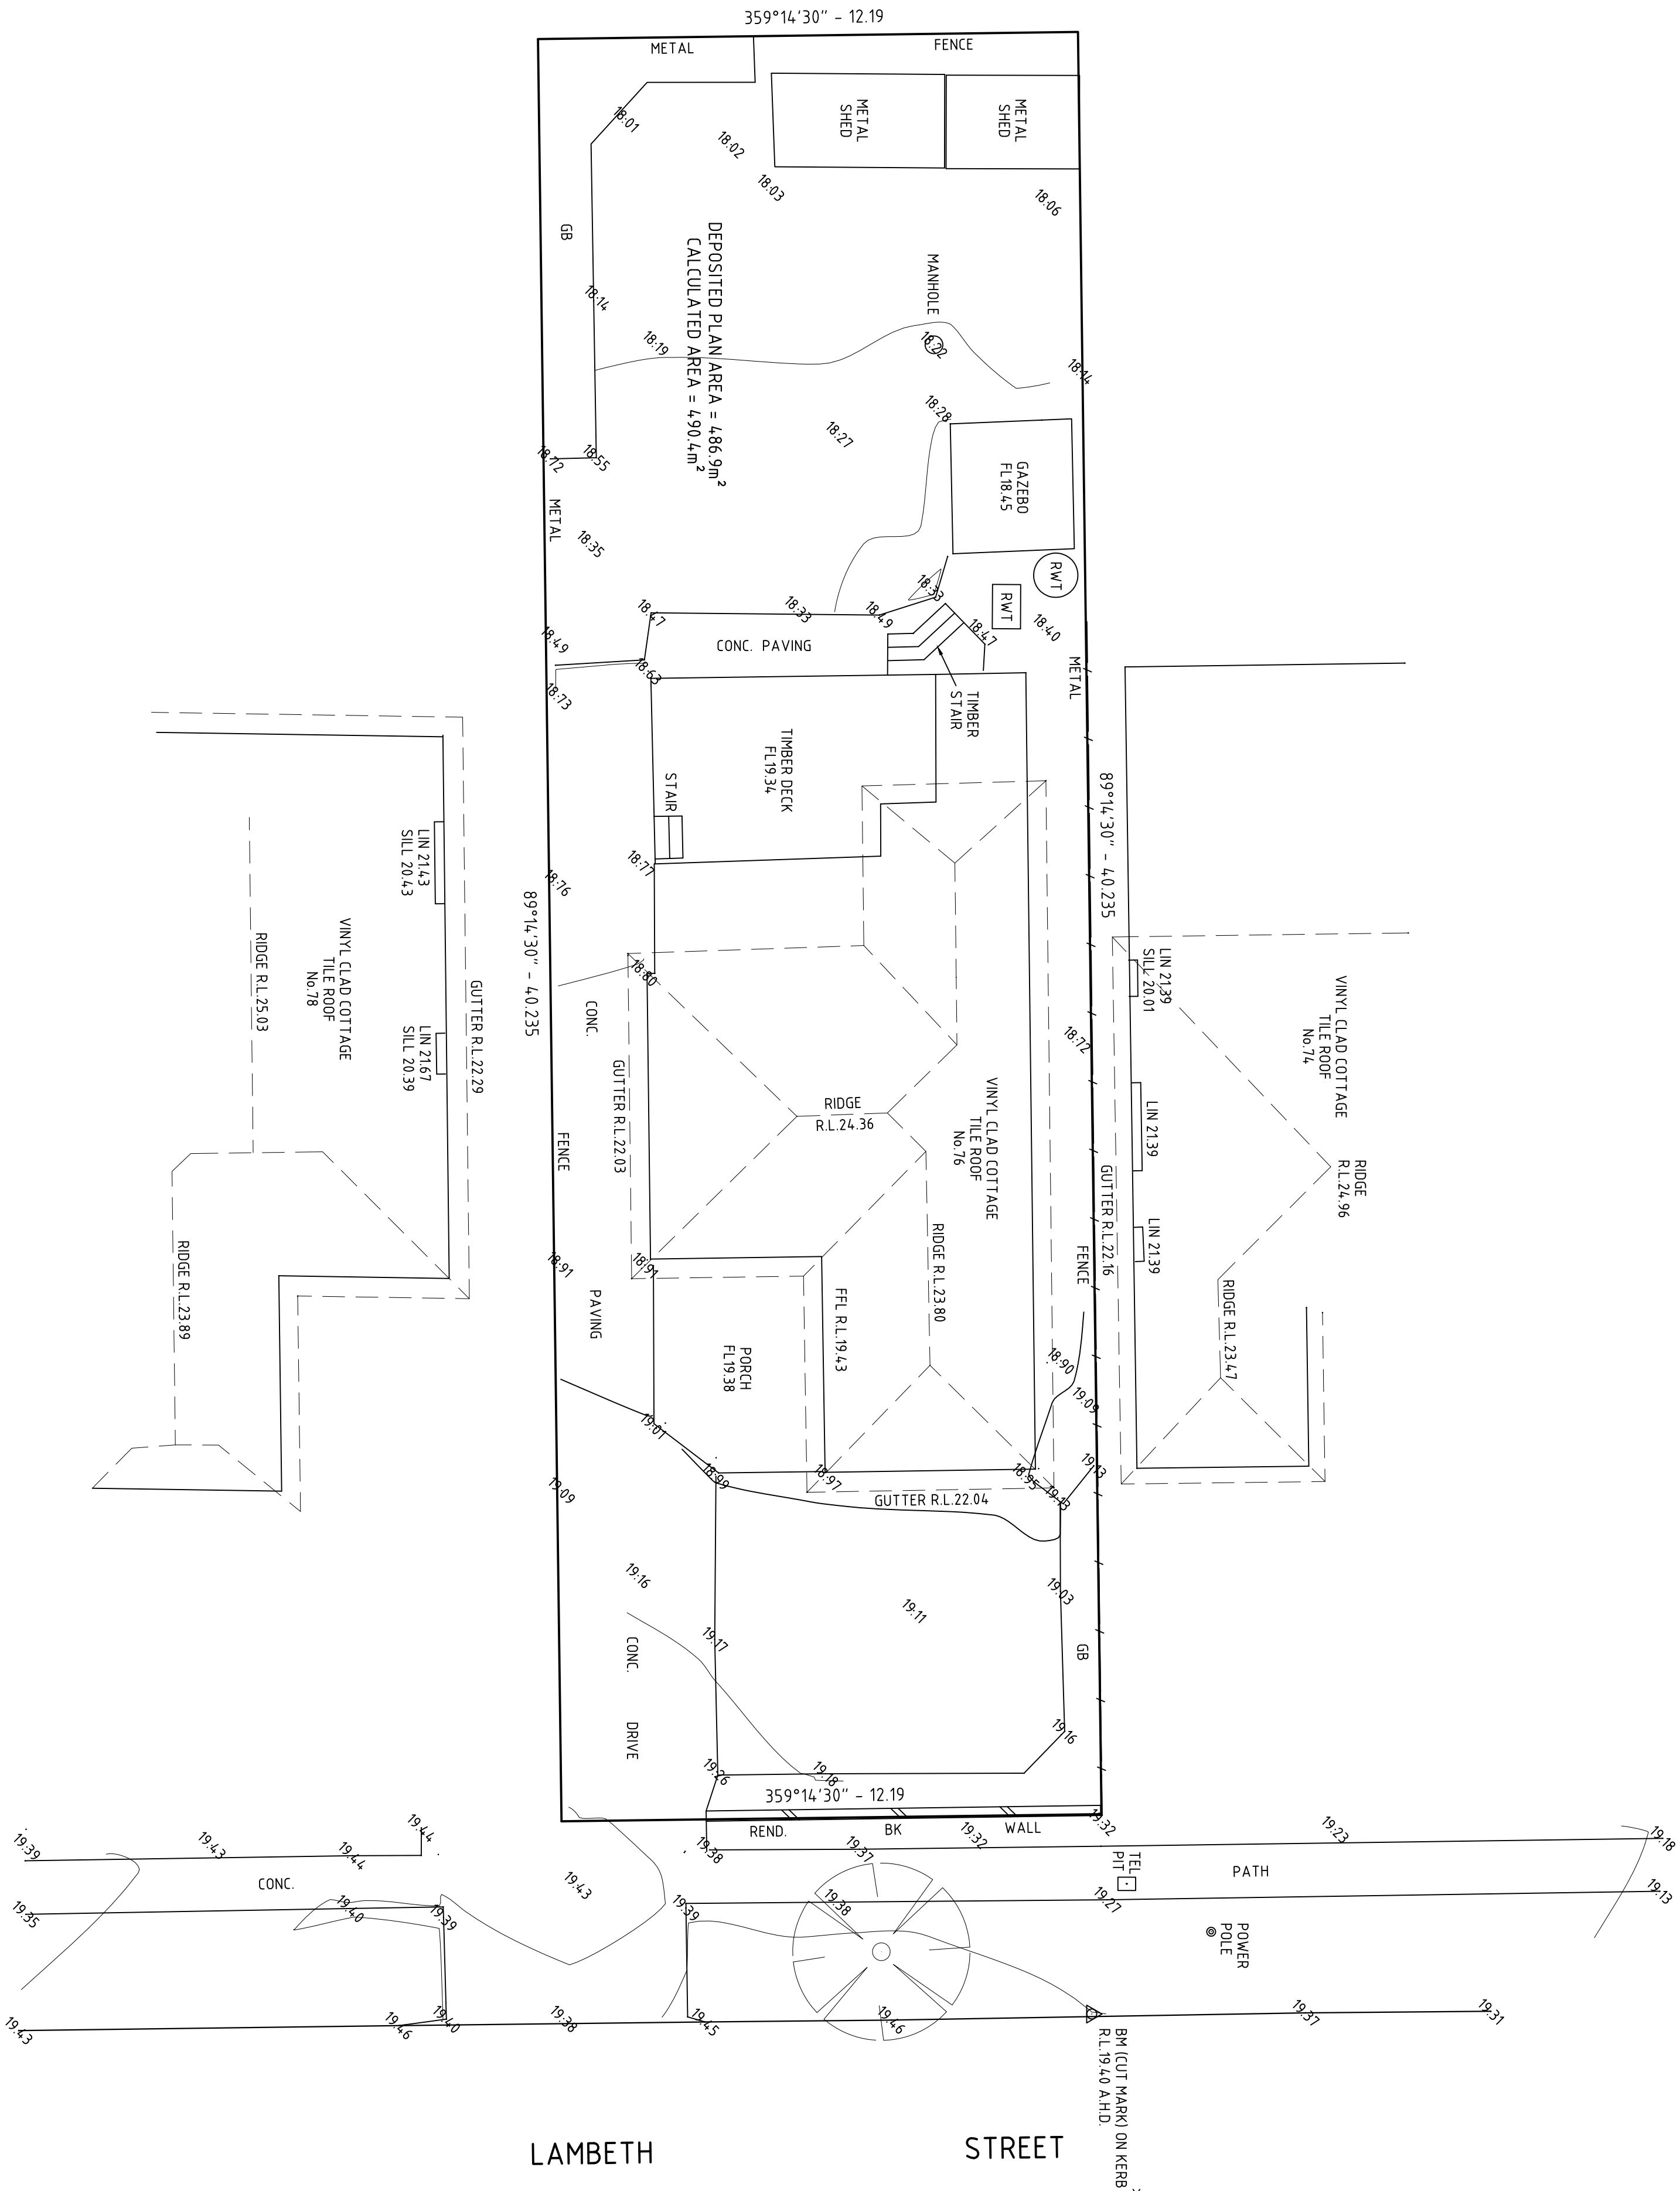 359°14'30" - 12.19
METAL
FENCE
METAL
SHED
METAL
SHED
18.01
18.02
18.03
18.06
GB
DEPOSITED PLAN AREA = 486.9m²
CALCULATED AREA = 490.4m²
MANHOLE
18.14
18.19
18.22
18.14
18.28
18.27
18.72
18.55
GAZEBO
FL18.45
METAL
18.35
RWT
RWT
18.33
18.47
18.33
18.49
18.47
18.40
18.49
CONC. PAVING
18.63
METAL
18.73
TIMBER
STAIR
TIMBER DECK
FL19.34
STAIR
89°14'30" - 40.235
LIN 21.43
SILL 20.43
18.77
18.76
89°14'30" - 40.235
VINYL CLAD COTTAGE
TILE ROOF
No.78
RIDGE R.L.25.03
GUTTER R.L.22.29
18.80
LIN 21.39
SILL 20.01
VINYL CLAD COTTAGE
TILE ROOF
No.74
CONC.
LIN 21.67
SILL 20.39
18.72
GUTTER R.L.22.03
RIDGE
R.L.24.36
VINYL CLAD COTTAGE
TILE ROOF
No.76
LIN 21.39
FENCE
GUTTER R.L.22.16
RIDGE
R.L.24.96
RIDGE R.L.23.80
LIN 21.39
FENCE
18.91
18.91
RIDGE R.L.23.89
PAVING
FFL R.L.19.43
RIDGE R.L.23.47
PORCH
FL19.38
18.90
19.09
19.01
18.99
18.97
18.95
19.13
19.13
19.09
GUTTER R.L.22.04
19.16
19.11
19.03
19.17
CONC.
GB
DRIVE
19.16
19.26
19.18
359°14'30" - 12.19
REND.
BK
WALL
19.32
19.32
19.39
19.43
19.44
19.44
19.38
19.37
19.23
19.18
CONC.
TEL
PIT
PATH
19.43
19.35
19.40
19.39
19.39
19.38
19.27
19.13
POWER
POLE
19.43
19.46
19.40
19.38
19.45
19.46
19.37
19.31
BM (CUT MARK) ON KERB
R.L.19.40 A.H.D.
LAMBETH STREET